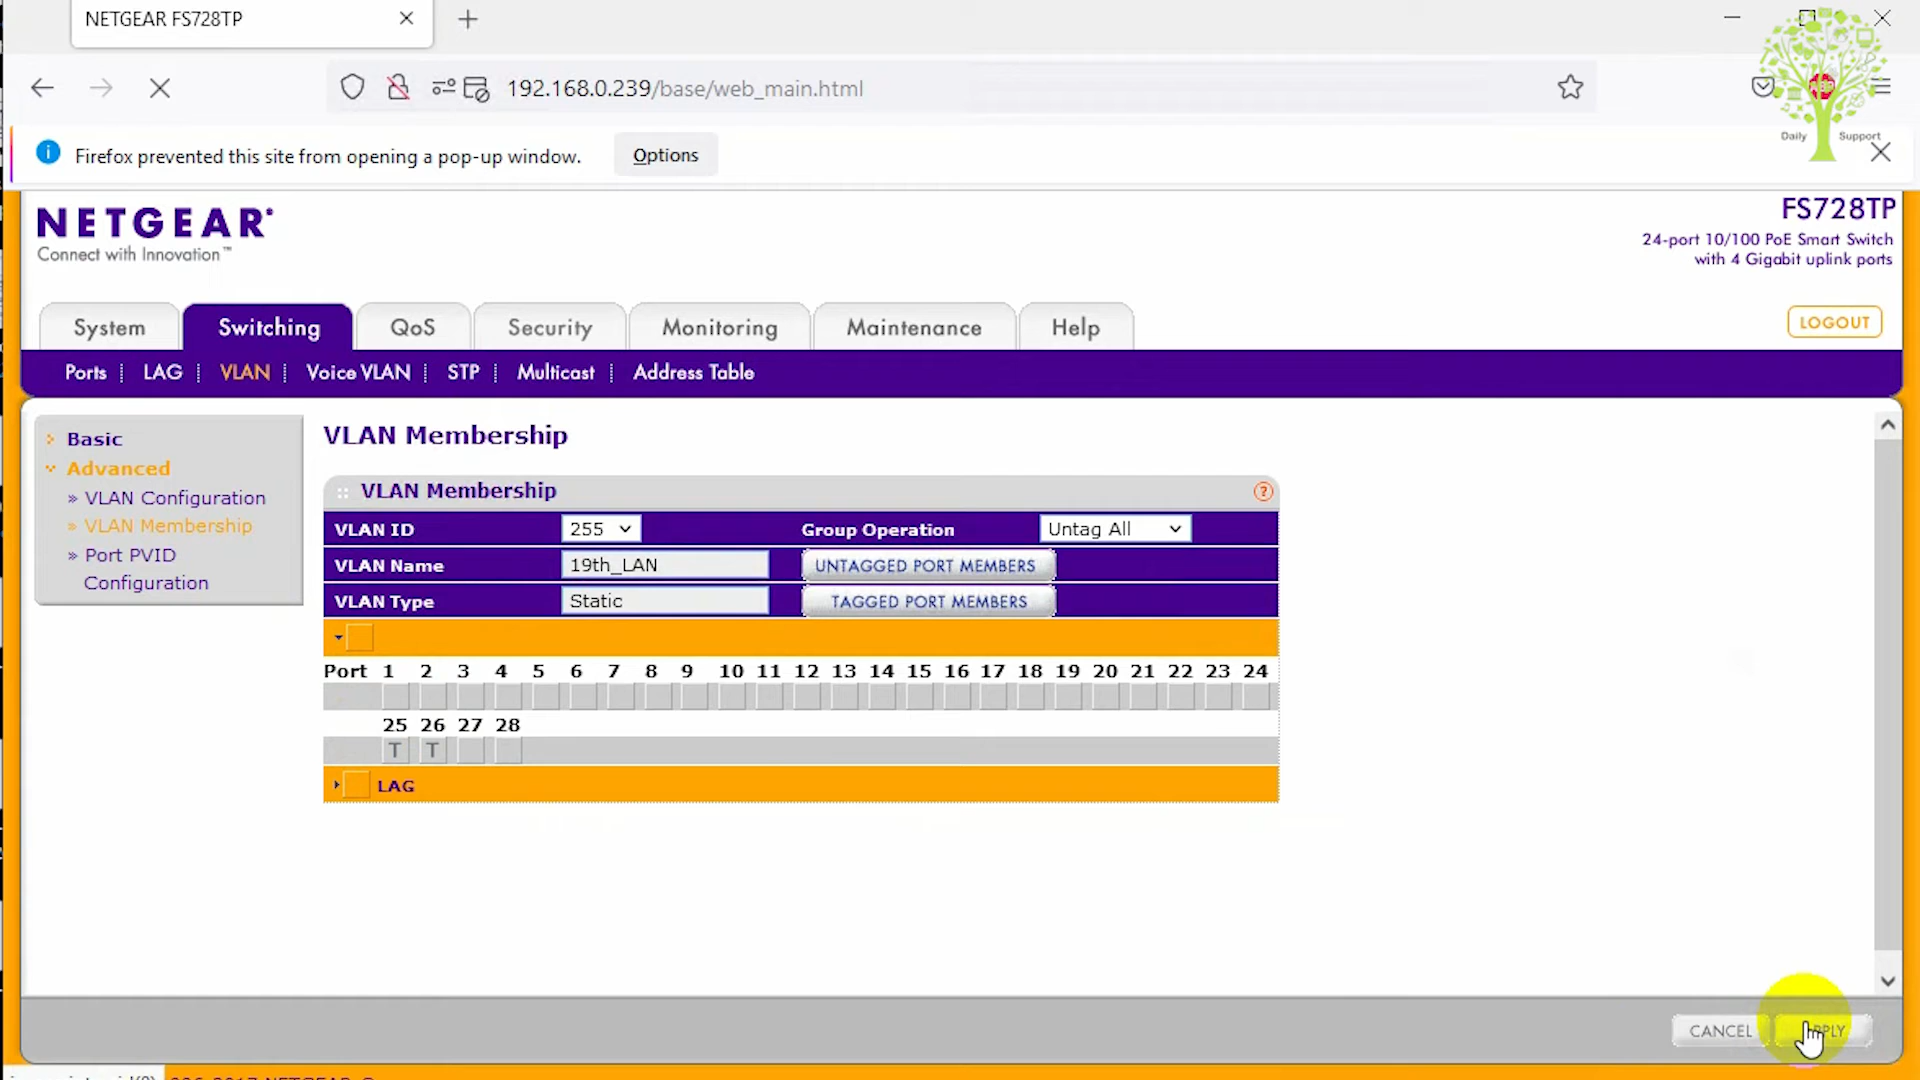 NETGEAR FS728TP
192.168.0.239/base/web_main.html
Daily Support
Firefox prevented this site from opening a pop-up window.
Options
NETGEAR
Connect with Innovation™
FS728TP
24-port 10/100 PoE Smart Switch
with 4 Gigabit uplink ports
System Switching QoS Security Monitoring Maintenance Help
LOGOUT
Ports LAG VLAN Voice VLAN STP Multicast Address Table
Basic
Advanced
» VLAN Configuration
» VLAN Membership
» Port PVID
Configuration
VLAN Membership
VLAN Membership
?
VLAN ID 255 Group Operation Untag All
VLAN Name 19th_LAN UNTAGGED PORT MEMBERS
VLAN Type Static TAGGED PORT MEMBERS
Port 1 2 3 4 5 6 7 8 9 10 11 12 13 14 15 16 17 18 19 20 21 22 23 24
25 26 27 28
T T
LAG
CANCEL